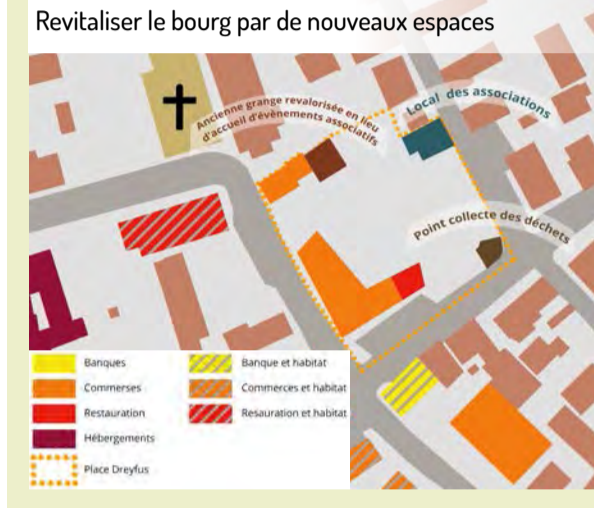 Revitaliser le bourg par de nouveaux espaces
Ancienne grange revalorisée en lieu
d'accueil d'évènements associatifs
Local des associations
Point collecte des déchets
Banques
Commerses
Restauration
Hébergements
Place Dreyfus
Banque et habitat
Commerces et habitat
Resauration et habitat